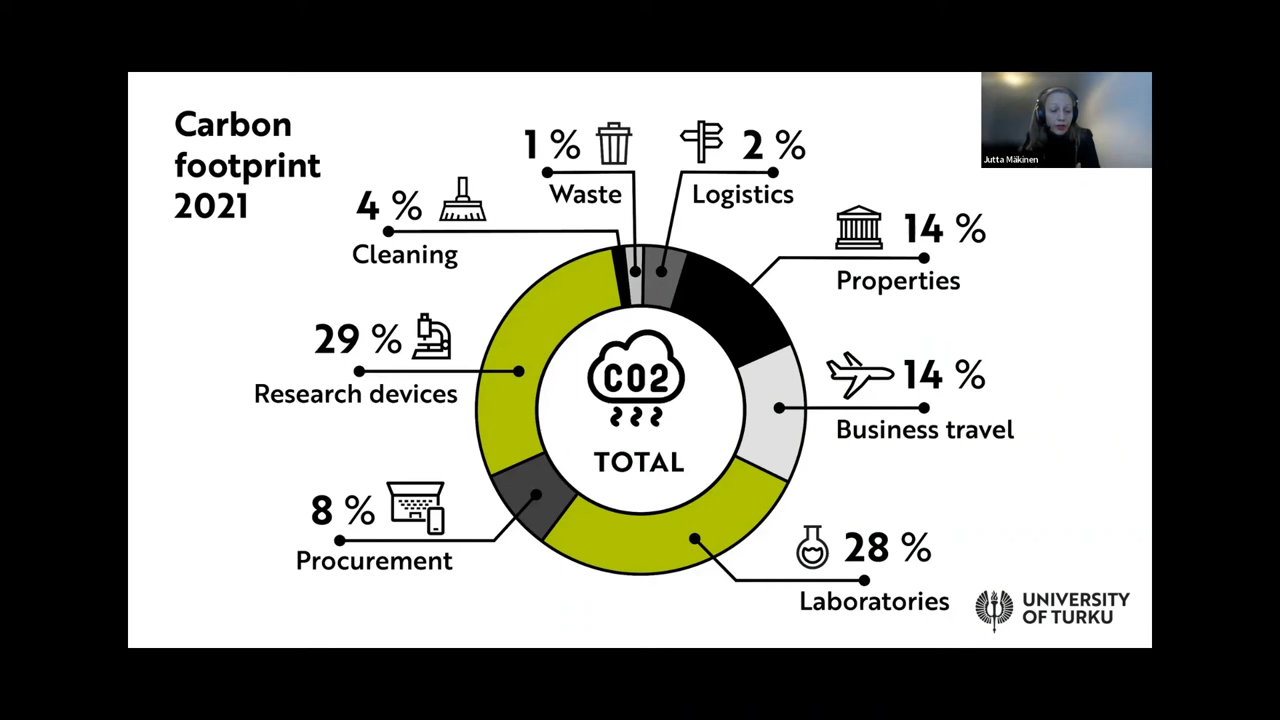 Carbon
footprint
2021
1 %
Waste
2 %
Logistics
4 %
Cleaning
14 %
Properties
29 %
Research devices
14 %
Business travel
CO2
TOTAL
8 %
Procurement
28 %
Laboratories
UNIVERSITY
OF TURKU
Jutta Mäkinen